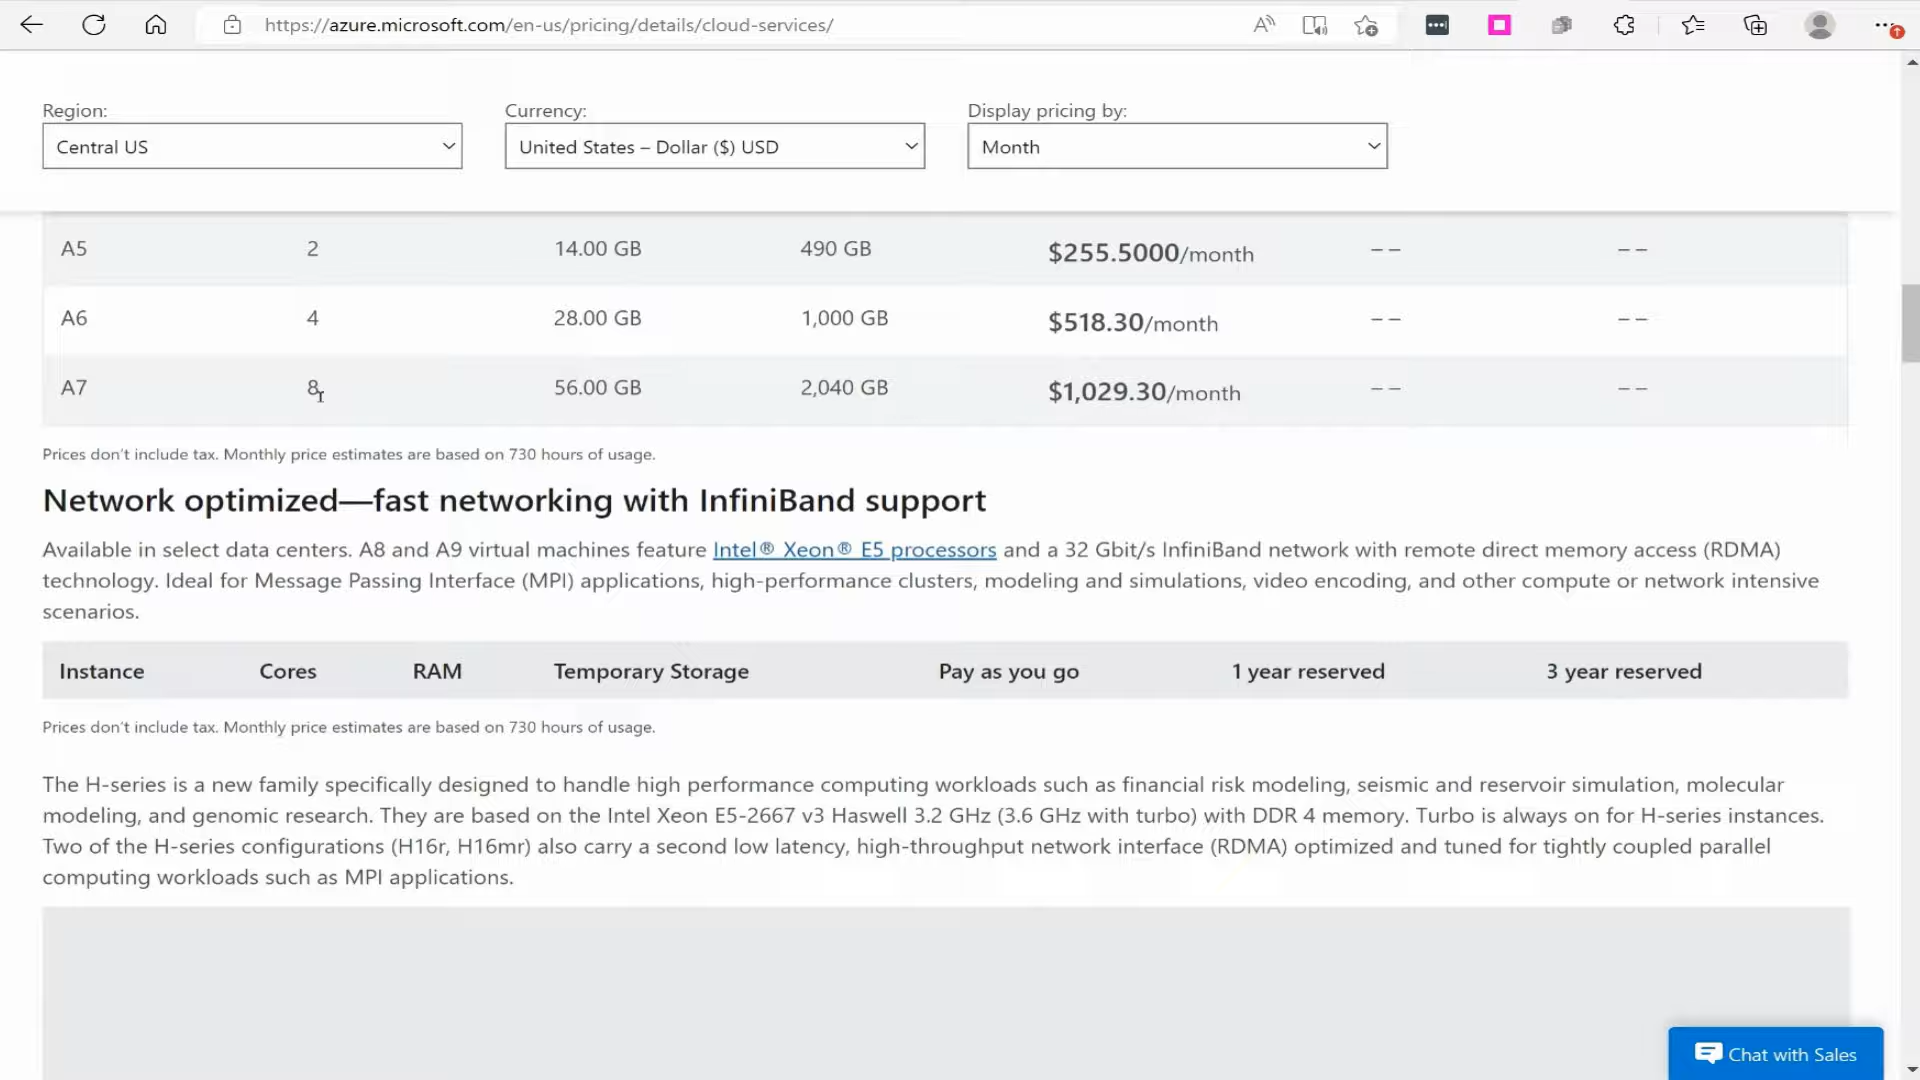 https://azure.microsoft.com/en-us/pricing/details/cloud-services/
Region:
Currency:
Display pricing by:
Central US
United States – Dollar ($) USD
Month
A5 2 14.00 GB 490 GB $255.5000/month –– ––
A6 4 28.00 GB 1,000 GB $518.30/month –– ––
A7 8 56.00 GB 2,040 GB $1,029.30/month –– ––
Prices don't include tax. Monthly price estimates are based on 730 hours of usage.
Network optimized—fast networking with InfiniBand support
Available in select data centers. A8 and A9 virtual machines feature Intel® Xeon® E5 processors and a 32 Gbit/s InfiniBand network with remote direct memory access (RDMA)
technology. Ideal for Message Passing Interface (MPI) applications, high-performance clusters, modeling and simulations, video encoding, and other compute or network intensive
scenarios.
Instance Cores RAM Temporary Storage Pay as you go 1 year reserved 3 year reserved
Prices don't include tax. Monthly price estimates are based on 730 hours of usage.
The H-series is a new family specifically designed to handle high performance computing workloads such as financial risk modeling, seismic and reservoir simulation, molecular
modeling, and genomic research. They are based on the Intel Xeon E5-2667 v3 Haswell 3.2 GHz (3.6 GHz with turbo) with DDR 4 memory. Turbo is always on for H-series instances.
Two of the H-series configurations (H16r, H16mr) also carry a second low latency, high-throughput network interface (RDMA) optimized and tuned for tightly coupled parallel
computing workloads such as MPI applications.
Chat with Sales